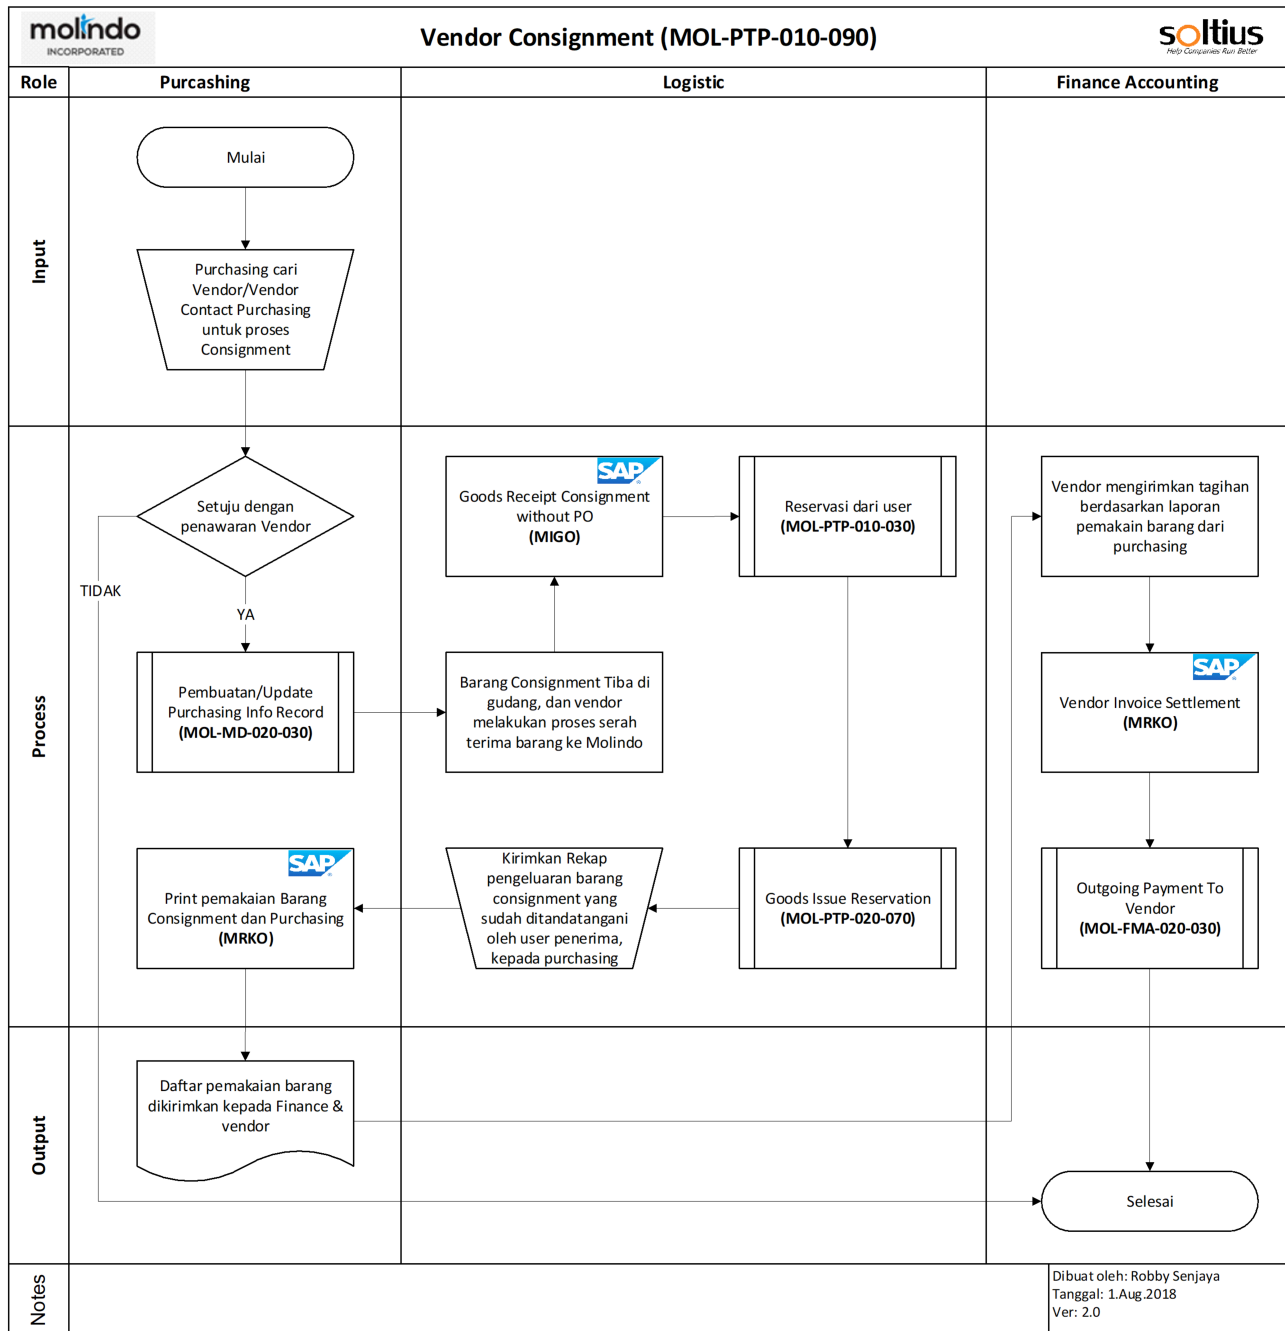 molindo
INCORPORATED
Vendor Consignment (MOL-PTP-010-090)
soltius
Help Companies Run Better
Role
Purcashing
Logistic
Finance Accounting
Input
Mulai
Purchasing cari
Vendor/Vendor
Contact Purchasing
untuk proses
Consignment
Process
Setuju dengan
penawaran Vendor
TIDAK
YA
Pembuatan/Update
Purchasing Info Record
(MOL-MD-020-030)
SAP
Print pemakaian Barang
Consignment dan Purchasing
(MRKO)
SAP
Goods Receipt Consignment
without PO
(MIGO)
Reservasi dari user
(MOL-PTP-010-030)
Barang Consignment Tiba di
gudang, dan vendor
melakukan proses serah
terima barang ke Molindo
Kirimkan Rekap
pengeluaran barang
consignment yang
sudah ditandatangani
oleh user penerima,
kepada purchasing
Goods Issue Reservation
(MOL-PTP-020-070)
Vendor mengirimkan tagihan
berdasarkan laporan
pemakain barang dari
purchasing
SAP
Vendor Invoice Settlement
(MRKO)
Outgoing Payment To
Vendor
(MOL-FMA-020-030)
Output
Daftar pemakaian barang
dikirimkan kepada Finance &
vendor
Selesai
Notes
Dibuat oleh: Robby Senjaya
Tanggal: 1.Aug.2018
Ver: 2.0